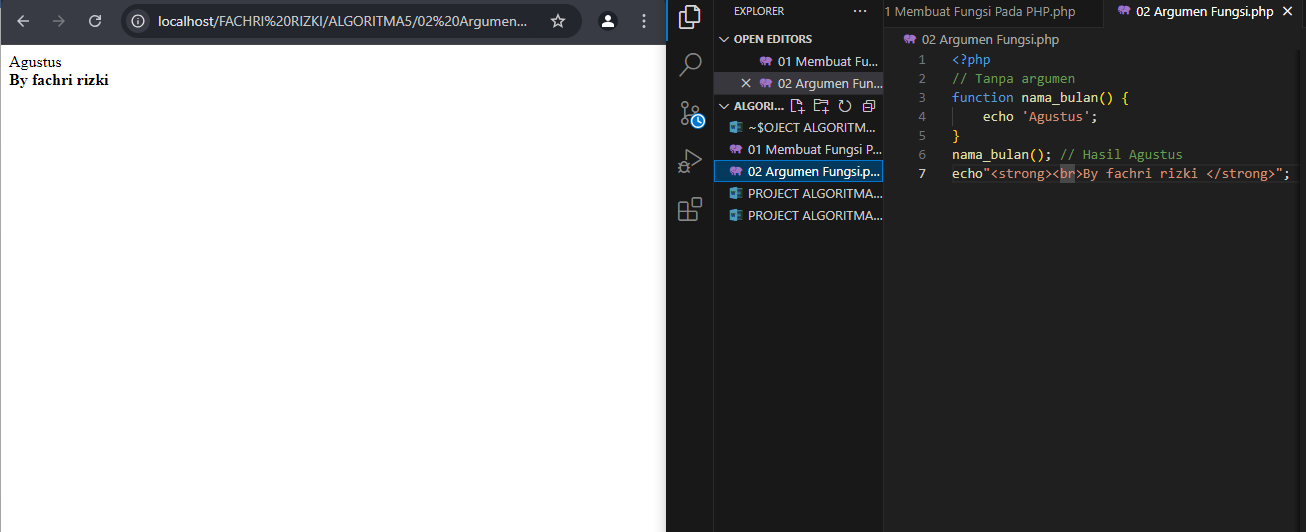 localhost/FACHRI%20RIZKI/ALGORITMA5/02%20Argumen...
Agustus
By fachri rizki
EXPLORER
OPEN EDITORS
01 Membuat Fu...
02 Argumen Fun...
ALGORI...
~$OJECT ALGORITM...
01 Membuat Fungsi P...
02 Argumen Fungsi.p...
PROJECT ALGORITMA...
PROJECT ALGORITMA...
1 Membuat Fungsi Pada PHP.php
02 Argumen Fungsi.php
02 Argumen Fungsi.php
1 <?php
2 // Tanpa argumen
3 function nama_bulan() {
4 echo 'Agustus';
5 }
6 nama_bulan(); // Hasil Agustus
7 echo"<strong><br>By fachri rizki </strong>";